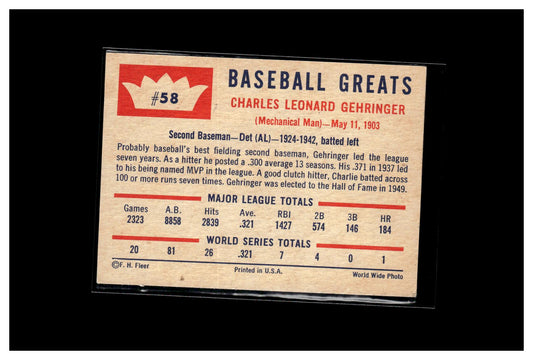 #58
BASEBALL GREATS
CHARLES LEONARD GEHRINGER
(Mechanical Man)—May 11, 1903
Second Baseman—Det (AL)—1924-1942, batted left
Probably baseball's best fielding second baseman, Gehringer led the league
seven years. As a hitter he posted a .300 average 13 seasons. His .371 in 1937 led
to his being named MVP in the league. A good clutch hitter, Charlie batted across
100 or more runs seven times. Gehringer was elected to the Hall of Fame in 1949.
MAJOR LEAGUE TOTALS
Games A.B. Hits Ave. RBI 2B 3B HR
2323 8858 2839 .321 1427 574 146 184
WORLD SERIES TOTALS
20 81 26 .321 7 4 0 1
©F. H. Fleer Printed in U.S.A. World Wide Photo